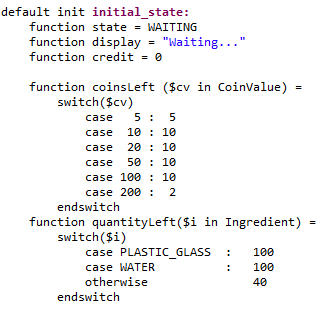 default init initial_state:
    function state = WAITING
    function display = "Waiting..."
    function credit = 0

    function coinsLeft ($cv in CoinValue) =
        switch($cv)
            case   5 :  5
            case  10 : 10
            case  20 : 10
            case  50 : 10
            case 100 : 10
            case 200 :  2
        endswitch
    function quantityLeft($i in Ingredient) =
        switch($i)
            case PLASTIC_GLASS  :   100
            case WATER          :   100
            otherwise               40
        endswitch